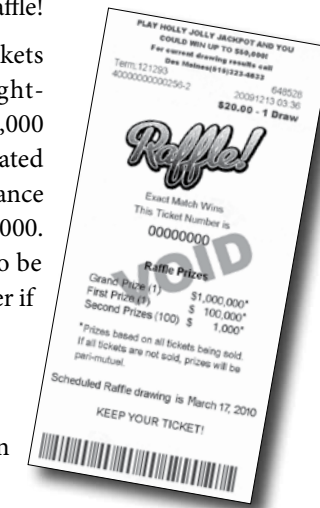 affle!
kets
ght-
,000
ated
ance
000.
o be
er if
n
PLAY HOLLY JOLLY JACKPOT AND YOU
COULD WIN UP TO $50,000!
For current drawing results call
Des Moines(515)323-4633
Term:121293 648526
40000000000256-2 20091213 03:36
$20.00 - 1 Draw
Raffle!
Exact Match Wins
This Ticket Number is
00000000
VOID
Raffle Prizes
Grand Prize (1) $1,000,000*
First Prize (1) $ 100,000*
Second Prizes (100) $ 1,000*
*Prizes based on all tickets being sold.
If all tickets are not sold, prizes will be
pari-mutuel.
Scheduled Raffle drawing is March 17, 2010
KEEP YOUR TICKET!